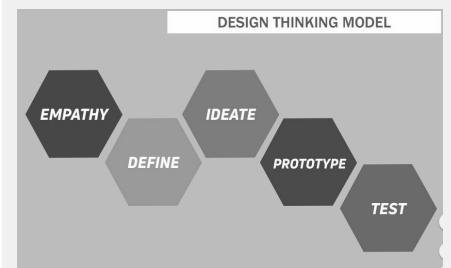 DESIGN THINKING MODEL
EMPATHY
DEFINE
IDEATE
PROTOTYPE
TEST